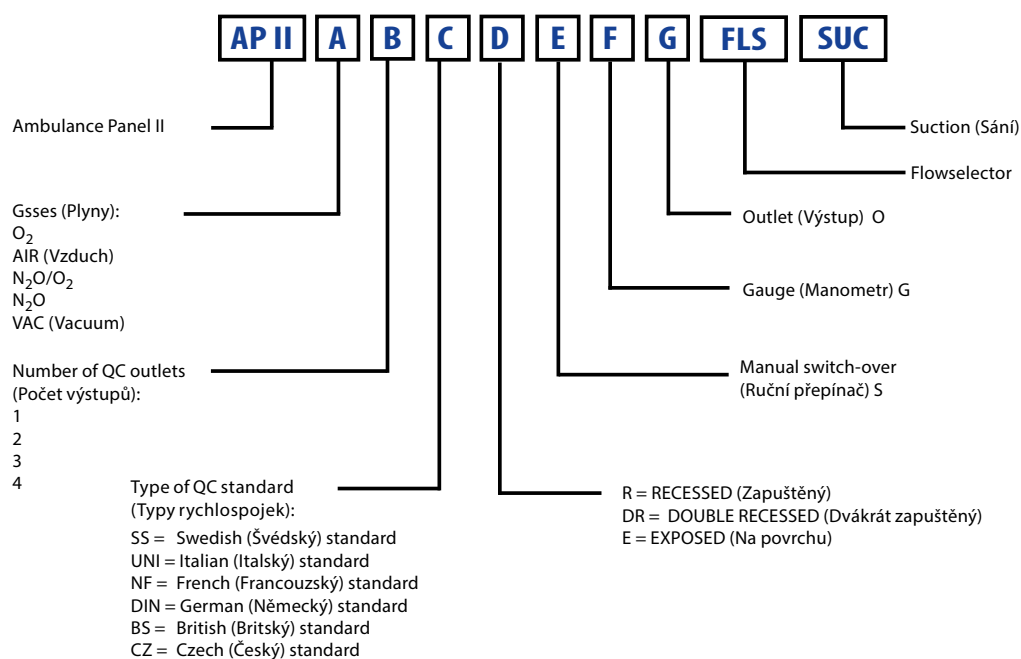 AP II A B C D E F G FLS SUC
Ambulance Panel II
Suction (Sání)
Flowselector
Gsses (Plyny):
O₂
AIR (Vzduch)
N₂O/O₂
N₂O
VAC (Vacuum)
Outlet (Výstup) O
Gauge (Manometr) G
Number of QC outlets
(Počet výstupů):
1
2
3
4
Manual switch-over
(Ruční přepínač) S
Type of QC standard
(Typy rychlospojek):
SS = Swedish (Švédský) standard
UNI = Italian (Italský) standard
NF = French (Francouzský) standard
DIN = German (Německý) standard
BS = British (Britský) standard
CZ = Czech (Český) standard
R = RECESSED (Zapuštěný)
DR = DOUBLE RECESSED (Dvákrát zapuštěný)
E = EXPOSED (Na povrchu)